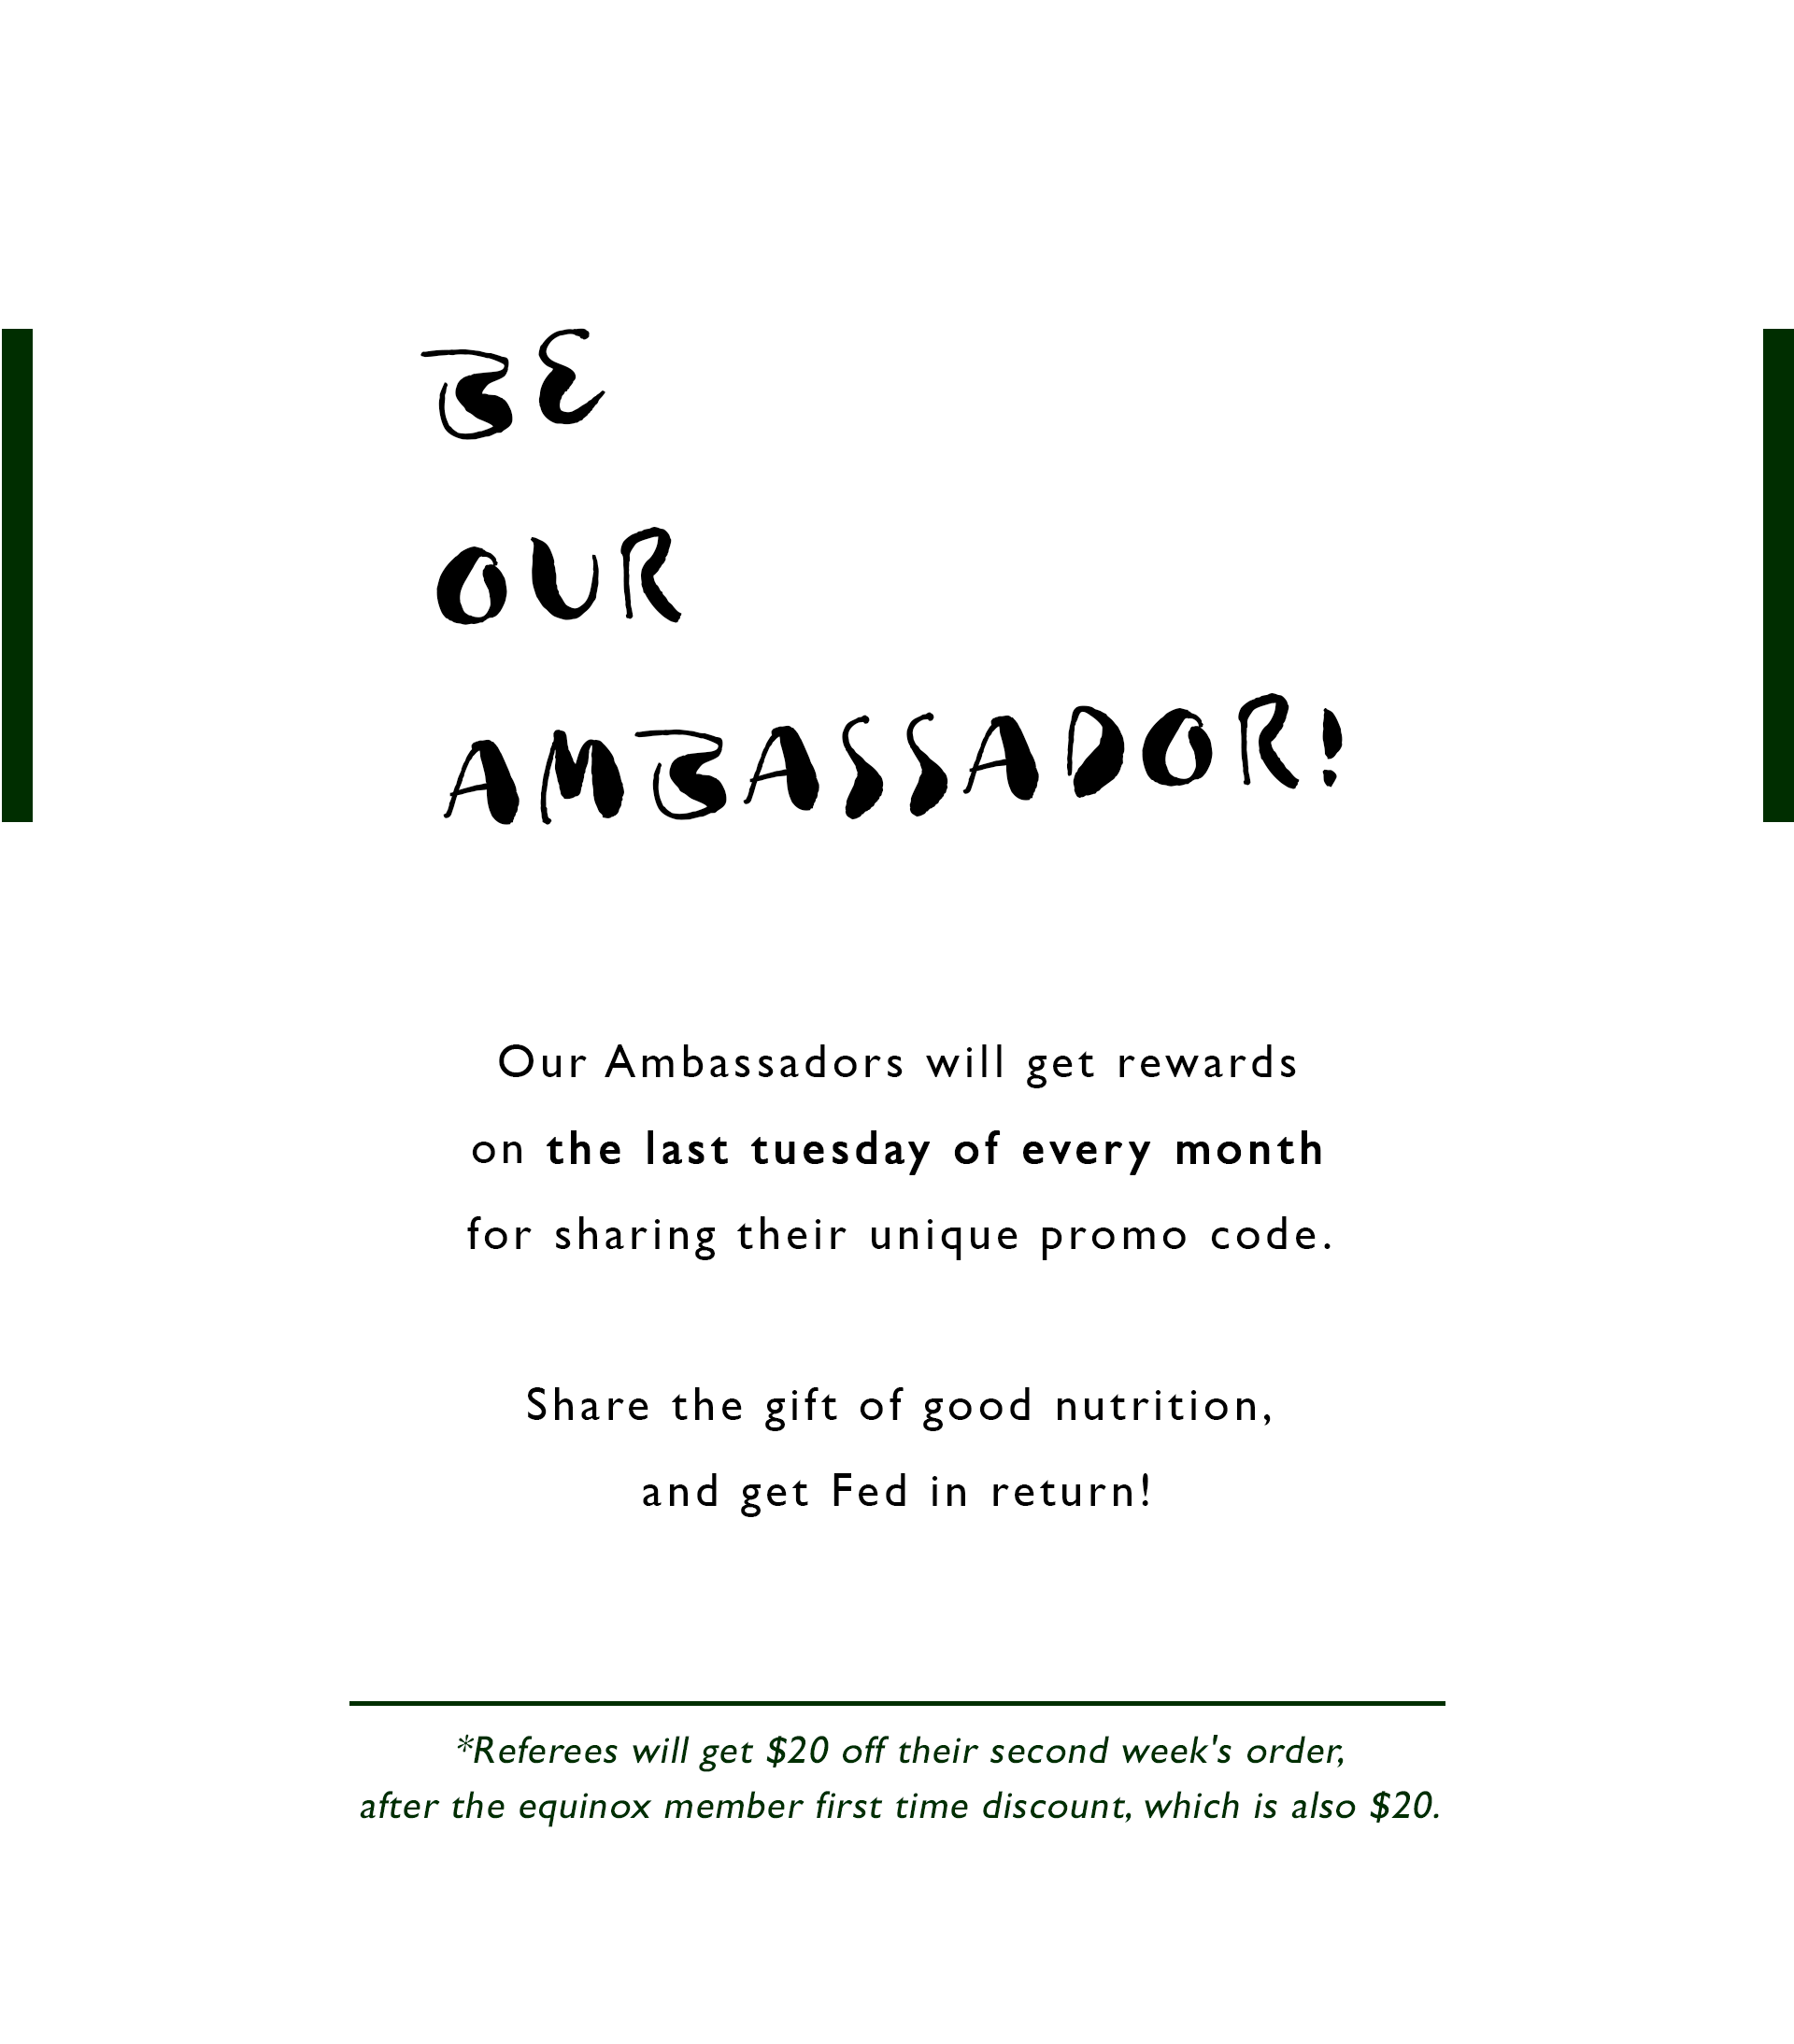 BE
OUR
AMBASSADOR!
Our Ambassadors will get rewards
on the last tuesday of every month
for sharing their unique promo code.
Share the gift of good nutrition,
and get Fed in return!
*Referees will get $20 off their second week's order,
after the equinox member first time discount, which is also $20.